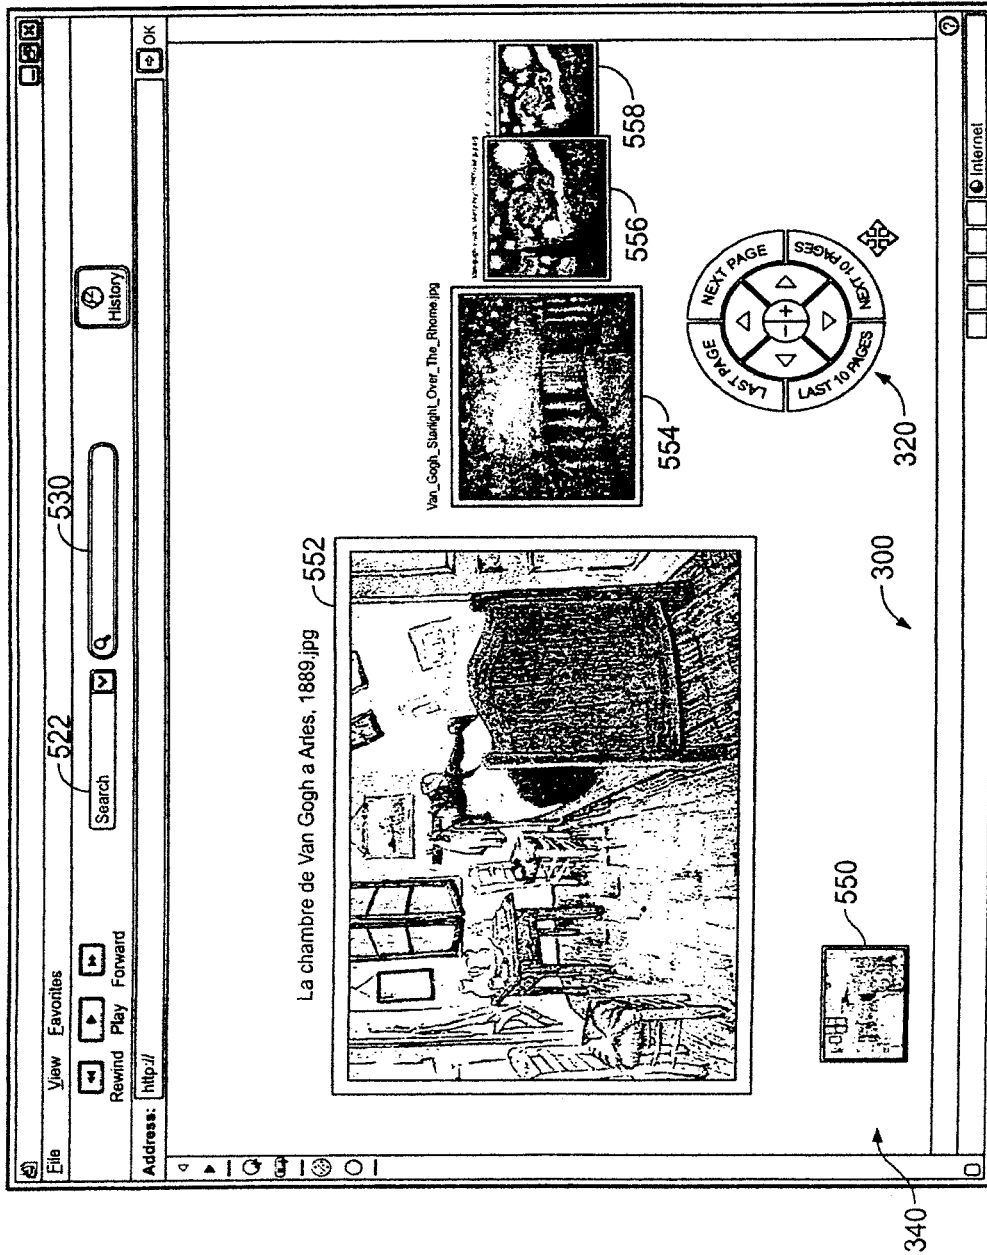 File View Favorites
Rewind Play Forward
Search
522
530
History
Address: http://
OK
La chambre de Van Gogh a Arles, 1889.jpg
552
Van_Gogh_Starlight_Over_The_Rhome.jpg
554
556
558
LAST PAGE
NEXT PAGE
LAST 10 PAGES
NEXT 10 PAGES
- +
320
300
550
340
Internet